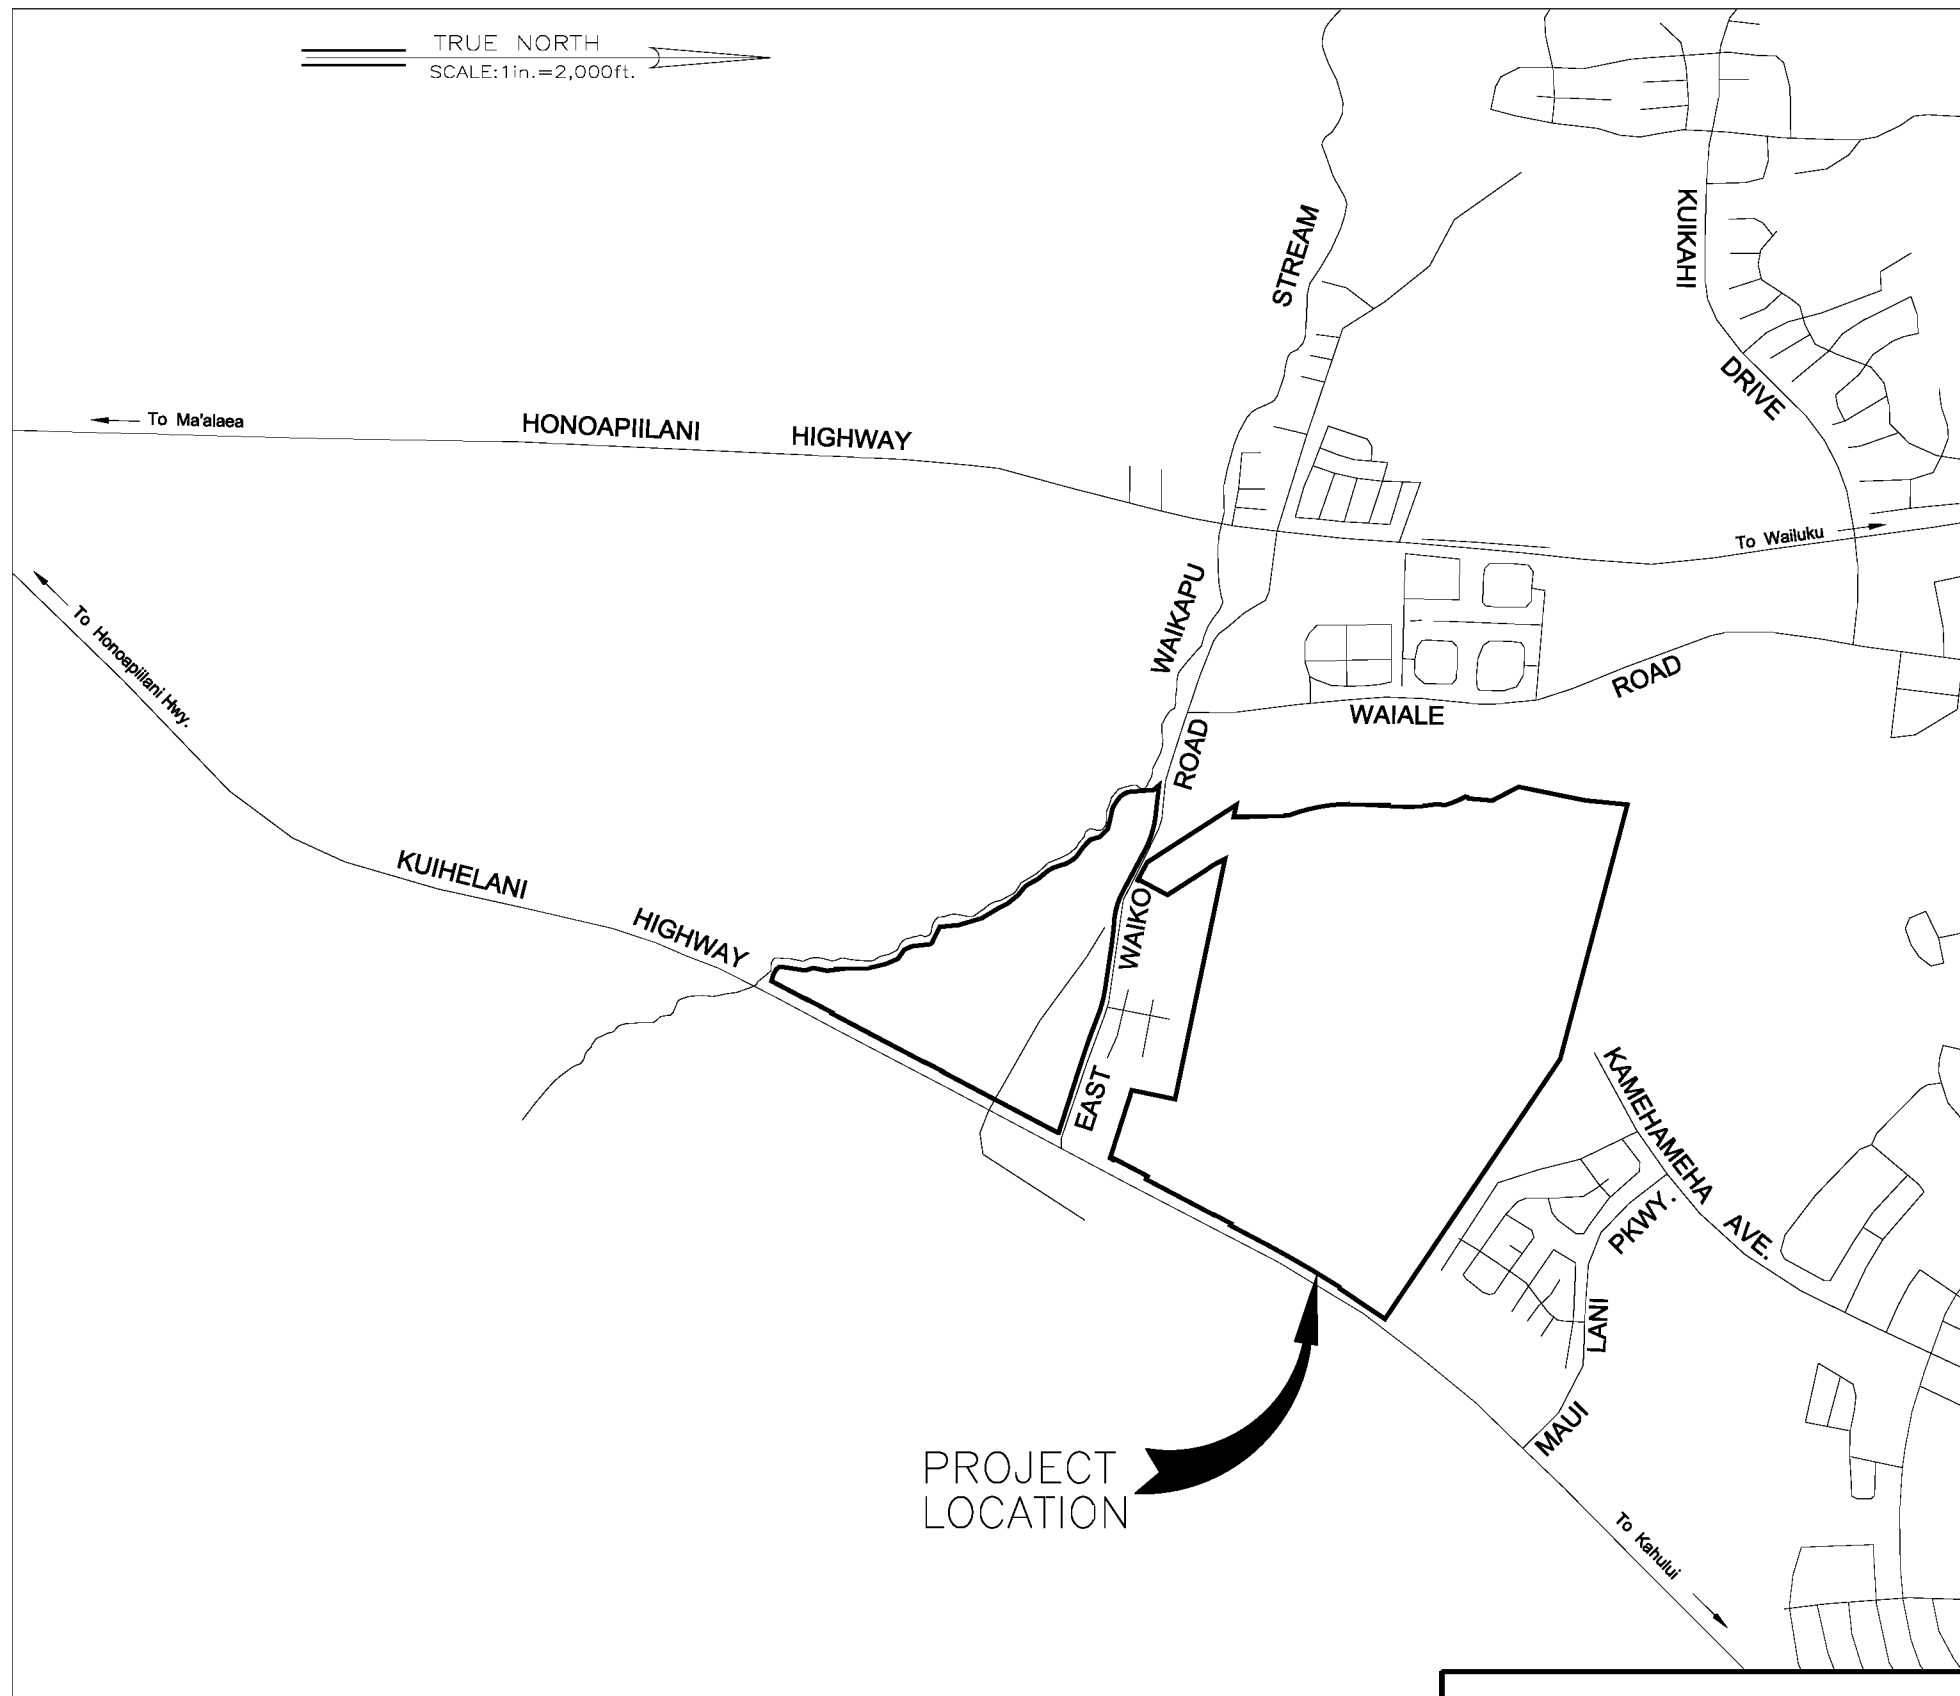 TRUE NORTH
SCALE:1in.=2,000ft.
STREAM
KUIKAHI
DRIVE
To Ma'alaea
HONOAPIILANI HIGHWAY
To Wailuku
To Honoapiilani Hwy.
WAIKAPU
ROAD
WAIALE
ROAD
KUIHELANI
HIGHWAY
WAIKO
EAST
KAMEHAMEHA AVE.
PKWY.
LANI
MAUI
PROJECT
LOCATION
To Kahului